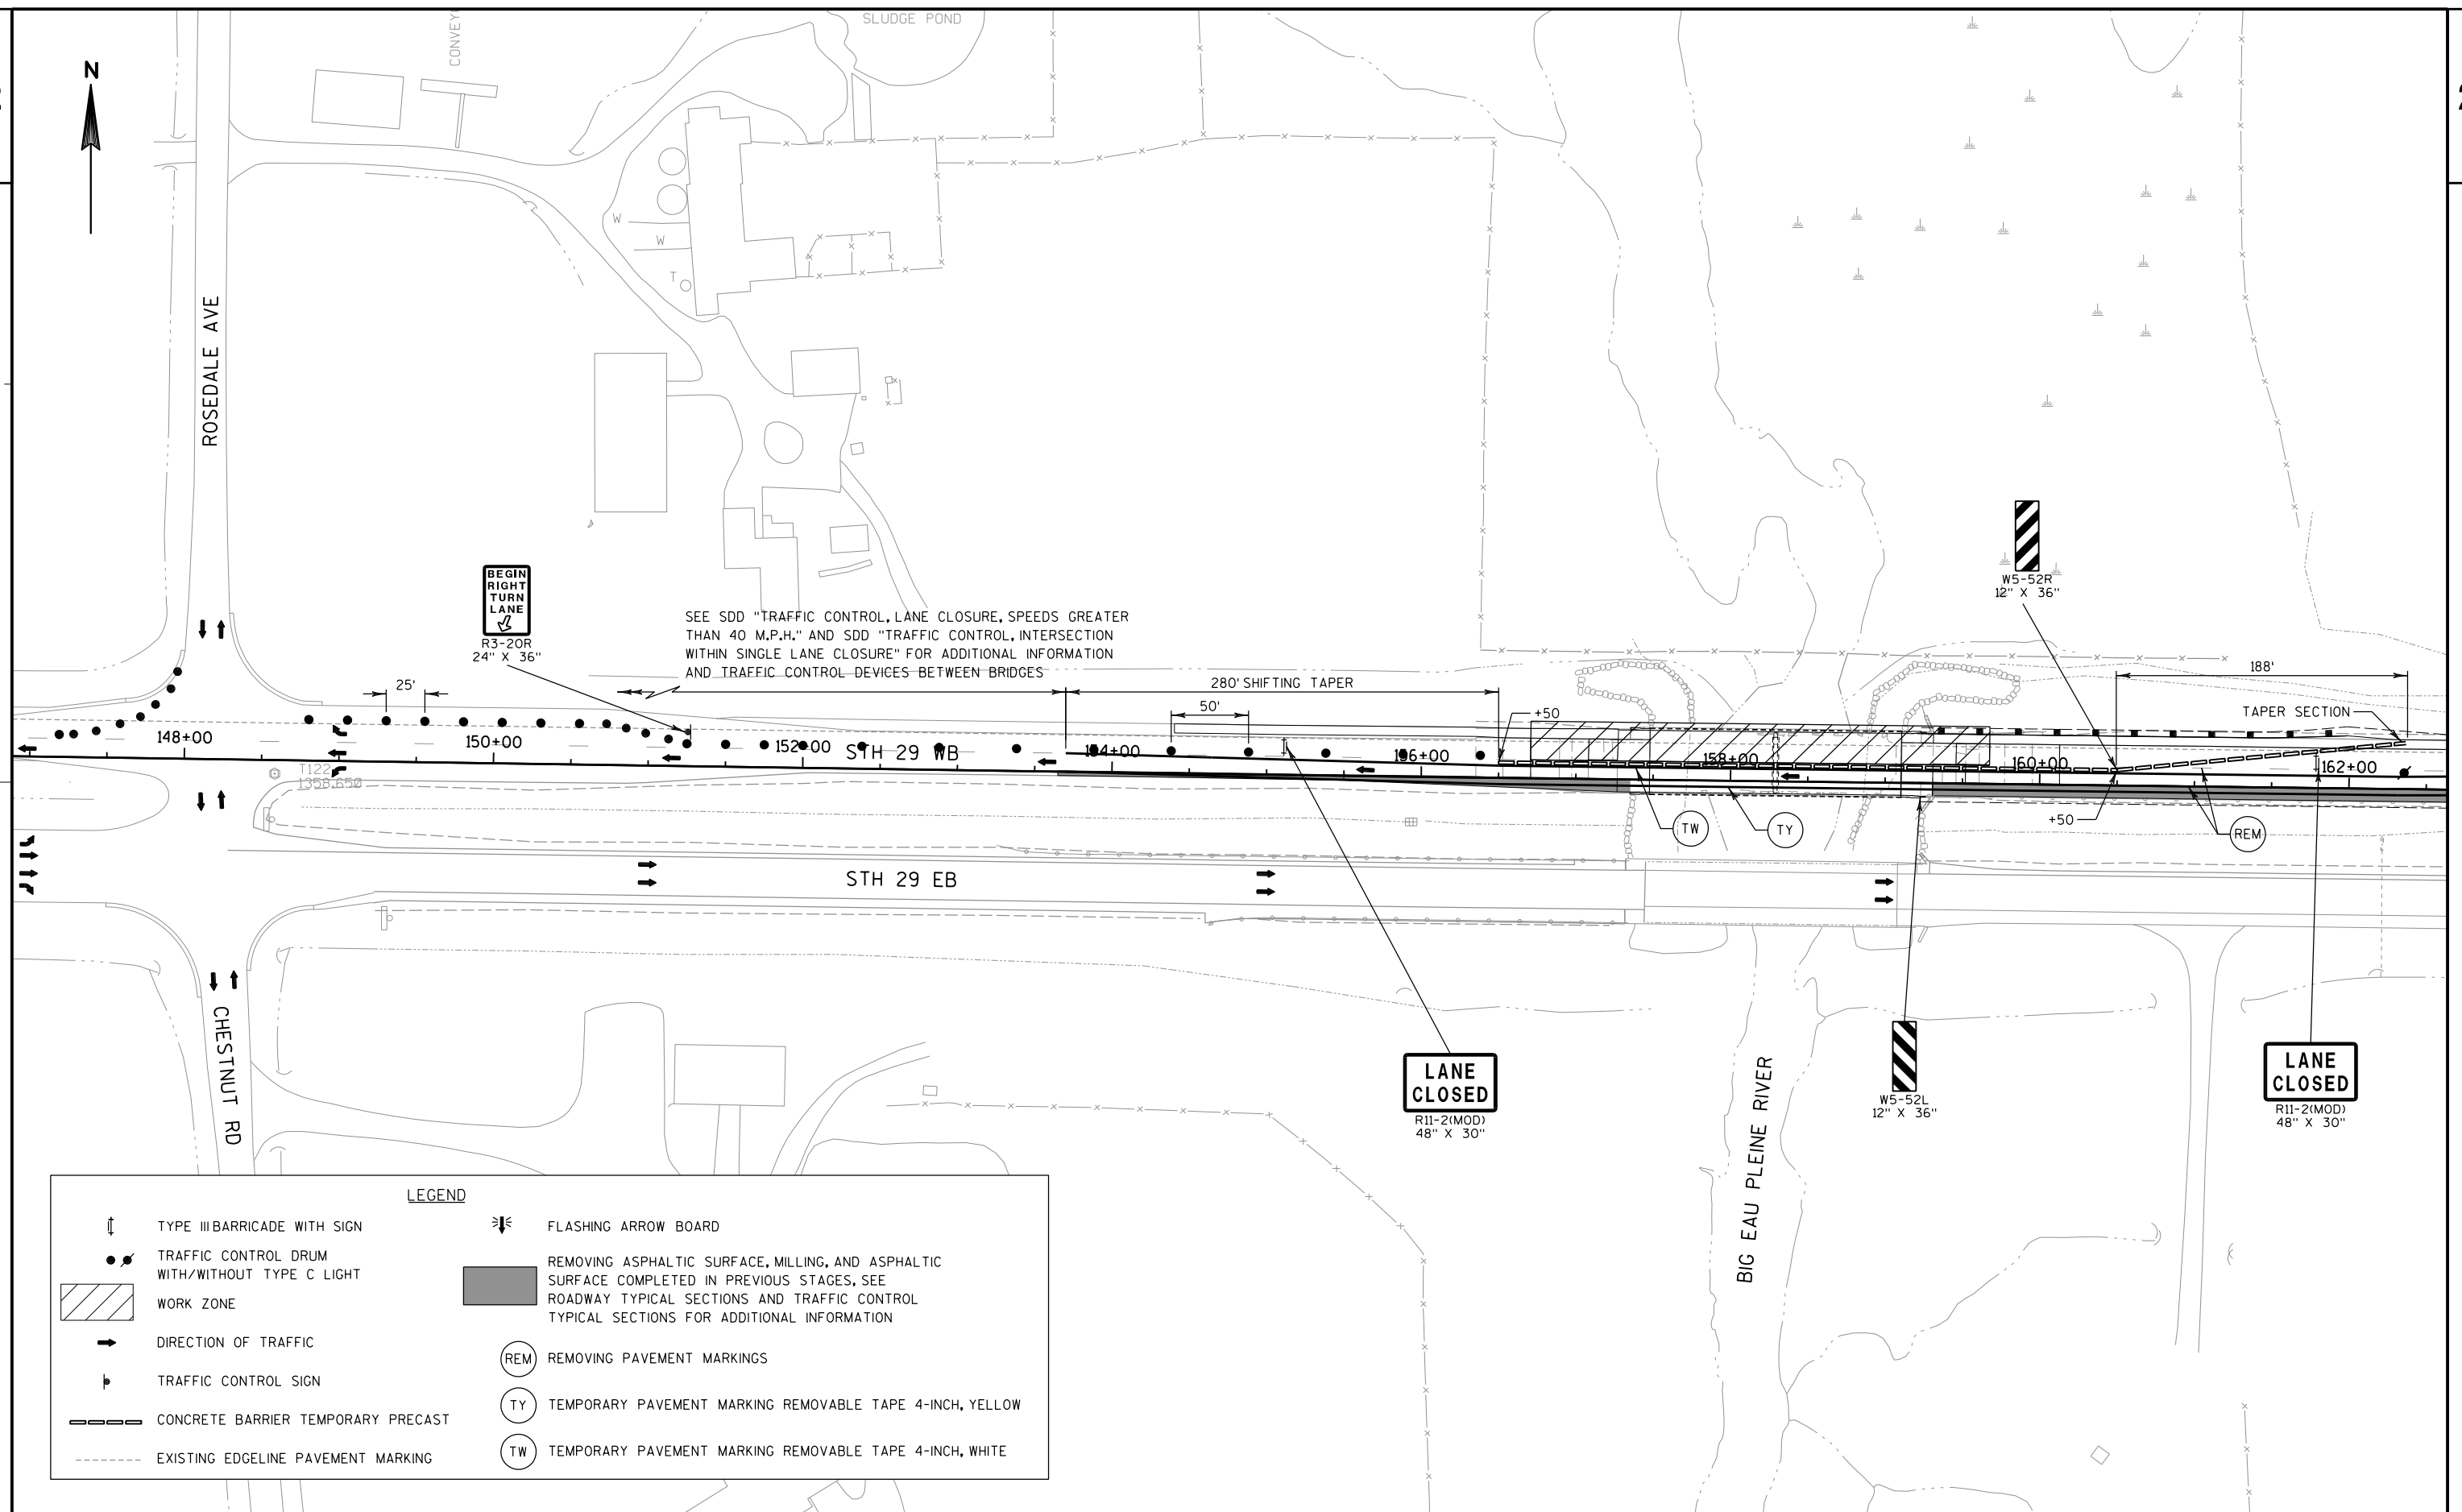 SLUDGE POND
N
W
W
T
ROSEDALE AVE
BEGIN
RIGHT
TURN
LANE
R3-20R
24" X 36"
SEE SDD "TRAFFIC CONTROL, LANE CLOSURE, SPEEDS GREATER
THAN 40 M.P.H." AND SDD "TRAFFIC CONTROL, INTERSECTION
WITHIN SINGLE LANE CLOSURE" FOR ADDITIONAL INFORMATION
AND TRAFFIC CONTROL DEVICES BETWEEN BRIDGES
W5-52R
12" X 36"
25'
280' SHIFTING TAPER
188'
50'
+50
TAPER SECTION
148+00
150+00
152+00
STH 29 WB
154+00
156+00
158+00
160+00
162+00
T122
1358.650
TW
TY
+50
REM
STH 29 EB
CHESTNUT RD
LANE
CLOSED
R11-2(MOD)
48" X 30"
BIG EAU PLEINE RIVER
W5-52L
12" X 36"
LANE
CLOSED
R11-2(MOD)
48" X 30"
LEGEND
TYPE III BARRICADE WITH SIGN
TRAFFIC CONTROL DRUM
WITH/WITHOUT TYPE C LIGHT
WORK ZONE
DIRECTION OF TRAFFIC
TRAFFIC CONTROL SIGN
CONCRETE BARRIER TEMPORARY PRECAST
EXISTING EDGELINE PAVEMENT MARKING
FLASHING ARROW BOARD
REMOVING ASPHALTIC SURFACE, MILLING, AND ASPHALTIC
SURFACE COMPLETED IN PREVIOUS STAGES, SEE
ROADWAY TYPICAL SECTIONS AND TRAFFIC CONTROL
TYPICAL SECTIONS FOR ADDITIONAL INFORMATION
REM REMOVING PAVEMENT MARKINGS
TY TEMPORARY PAVEMENT MARKING REMOVABLE TAPE 4-INCH, YELLOW
TW TEMPORARY PAVEMENT MARKING REMOVABLE TAPE 4-INCH, WHITE